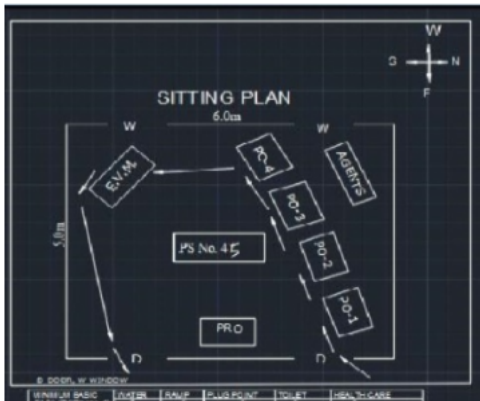 W
S N
E
SITTING PLAN
6.0m
W W
E.V.M.
PO-4
AGENTS
PO-3
5.0m
PS No. 45
PO-2
PO-1
PRO
D D
D DOOR, W WINDOW
MINIMUM BASIC WATER RAMP PLUG POINT TOILET HEALTH CARE